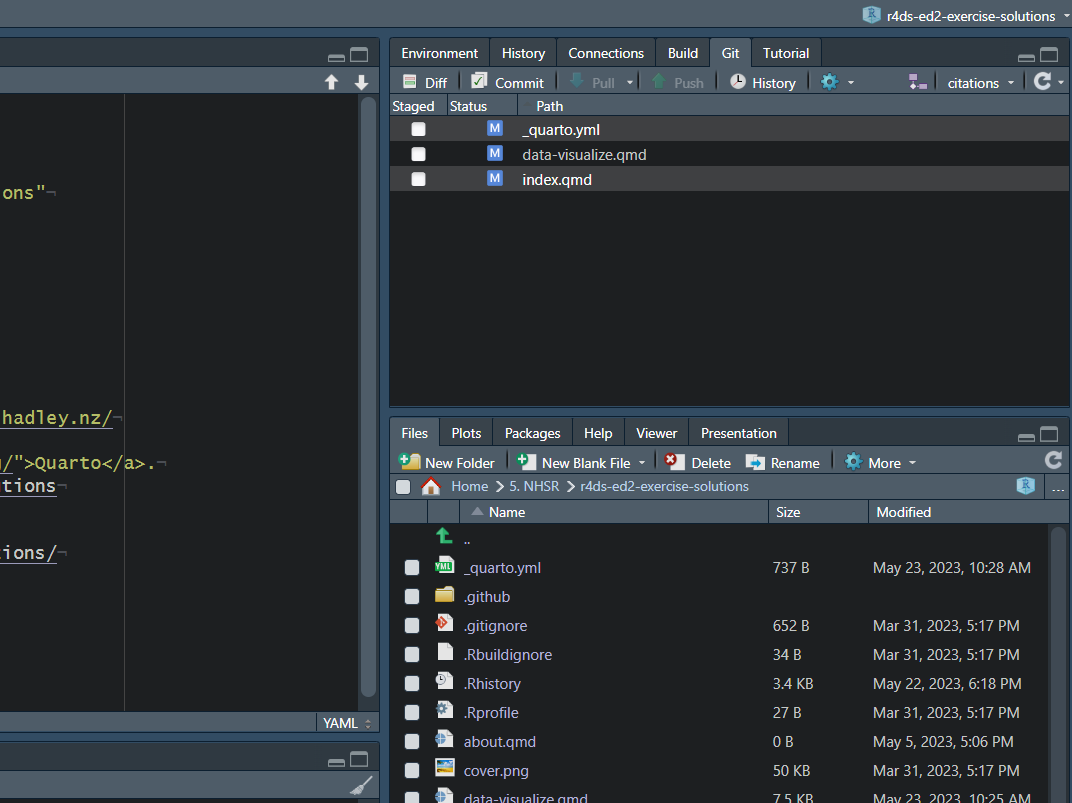 r4ds-ed2-exercise-solutions
Environment History Connections Build Git Tutorial
Diff Commit Pull Push History citations
Staged Status Path
M _quarto.yml
M data-visualize.qmd
M index.qmd
ons"¬
hadley.nz/¬
/">Quarto</a>.¬
tions¬
ions/¬
YAML
Files Plots Packages Help Viewer Presentation
New Folder New Blank File Delete Rename More
Home 5. NHSR r4ds-ed2-exercise-solutions R ...
Name Size Modified
..
YML _quarto.yml 737 B May 23, 2023, 10:28 AM
.github
.gitignore 652 B Mar 31, 2023, 5:17 PM
.Rbuildignore 34 B Mar 31, 2023, 5:17 PM
.Rhistory 3.4 KB May 22, 2023, 6:18 PM
.Rprofile 27 B Mar 31, 2023, 5:17 PM
about.qmd 0 B May 5, 2023, 5:06 PM
cover.png 50 KB Mar 31, 2023, 5:17 PM
data-visualize.qmd 7.5 KB May 23, 2023, 10:25 AM